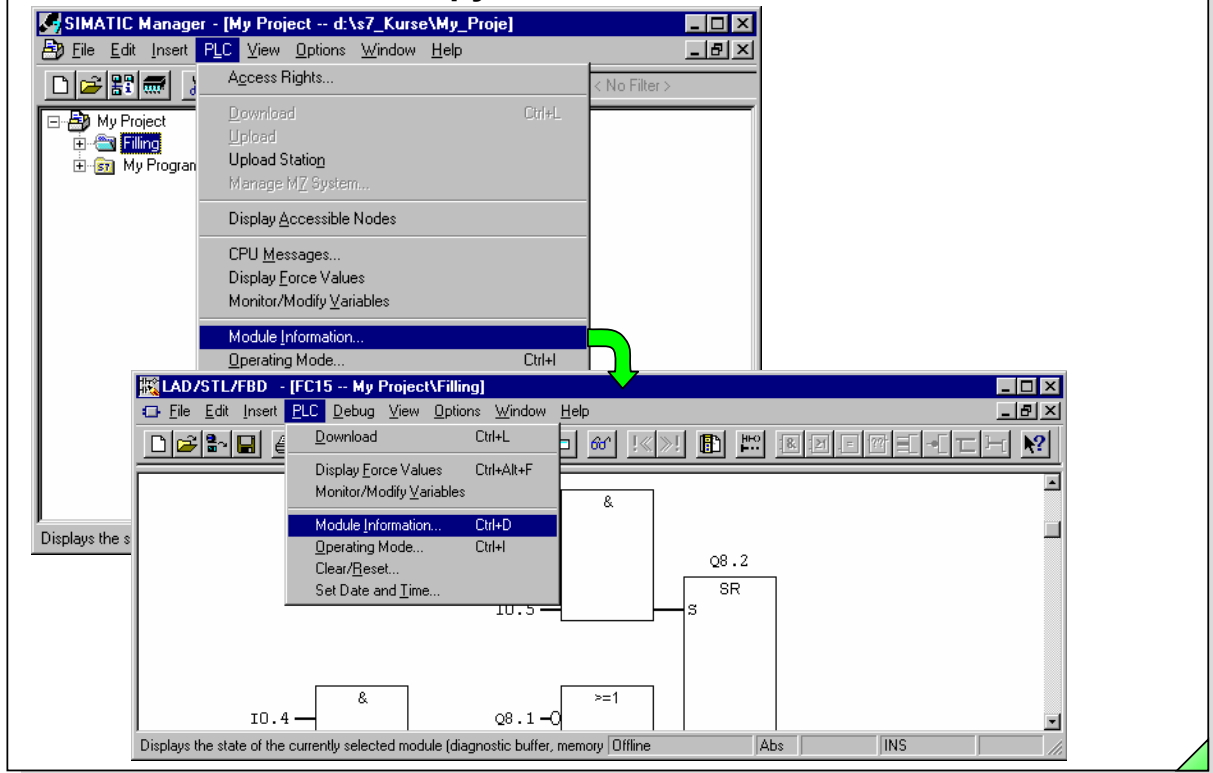 SIMATIC Manager - [My Project -- d:\s7_Kurse\My_Proje]
File Edit Insert PLC View Options Window Help
Access Rights...
< No Filter >
My Project
Filling
My Progran
Download Ctrl+L
Upload
Upload Station
Manage M7 System...
Display Accessible Nodes
CPU Messages...
Display Force Values
Monitor/Modify Variables
Module Information...
Operating Mode... Ctrl+I
Displays the s
LAD/STL/FBD - [FC15 -- My Project\Filling]
File Edit Insert PLC Debug View Options Window Help
Download Ctrl+L
Display Force Values Ctrl+Alt+F
Monitor/Modify Variables
Module Information... Ctrl+D
Operating Mode... Ctrl+I
Clear/Reset...
Set Date and Time...
&
Q8.2
SR
I0.5
S
&
>=1
I0.4
Q8.1
Displays the state of the currently selected module (diagnostic buffer, memory Offline Abs INS